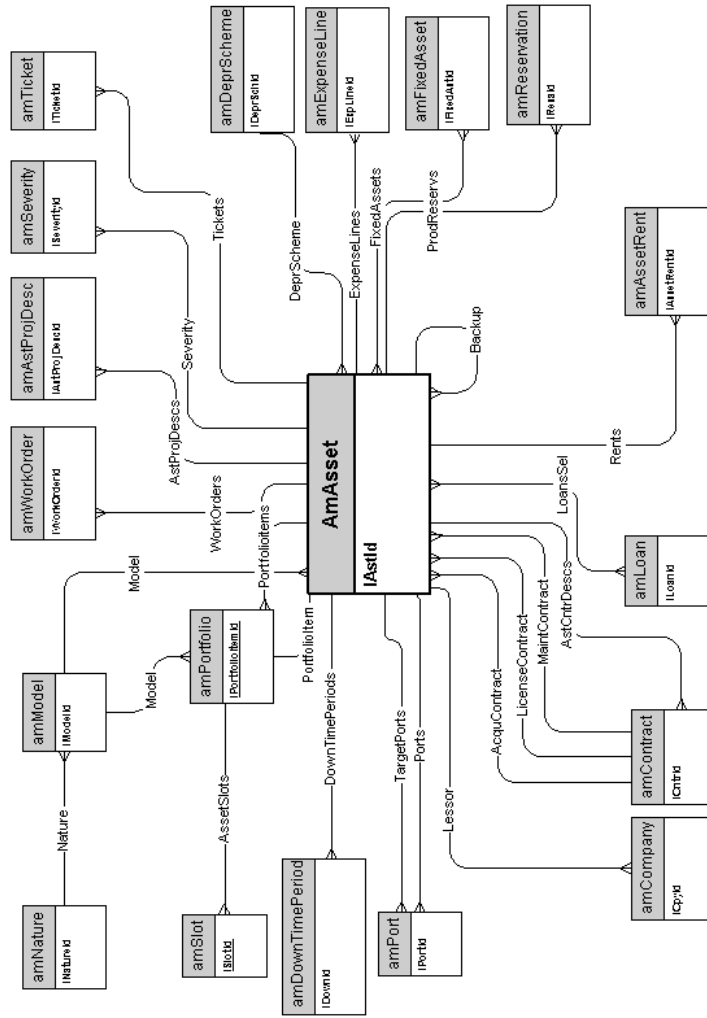 amTicket
lTicketId
amSeverity
lSeverityId
amAstProjDesc
lAstProjDescId
amWorkOrder
lWorkOrderId
amModel
lModelId
amNature
lNatureId
amPortfolio
lPortfolioItemId
amSlot
lSlotId
amDownTimePeriod
lDownId
amPort
lPortId
amCompany
lCpyId
amContract
lCntrId
amLoan
lLoanId
amAssetRent
lAssetRentId
amReservation
lResId
amFixedAsset
lFixedAstId
amExpenseLine
lExpLineId
amDeprScheme
lDeprSchId
AmAsset
lAstId
Tickets
Severity
AstProjDescs
WorkOrders
Model
Model
Nature
Portfolioitems
PortfolioItem
AssetSlots
DownTimePeriods
TargetPorts
Ports
Lessor
AcquContract
LicenseContract
MaintContract
AstCntrDescs
LoansSel
Rents
Backup
ProdReservs
FixedAssets
ExpenseLines
DeprScheme